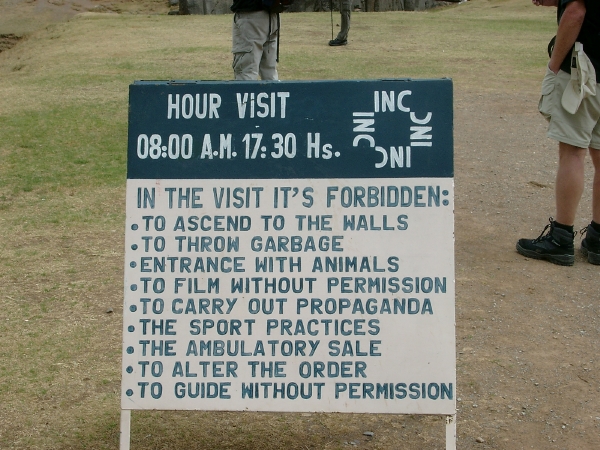 HOUR ViSiT
08:00 A.M. 17:30 Hs.
INC
INC
INC
INC
IN THE VISIT IT'S FORBIDDEN:
• TO ASCEND TO THE WALLS
• TO THROW GARBAGE
• ENTRANCE WITH ANIMALS
• TO FILM WITHOUT PERMISSION
• TO CARRY OUT PROPAGANDA
• THE SPORT PRACTICES
• THE AMBULATORY SALE
• TO ALTER THE ORDER
• TO GUIDE WITHOUT PERMISSION